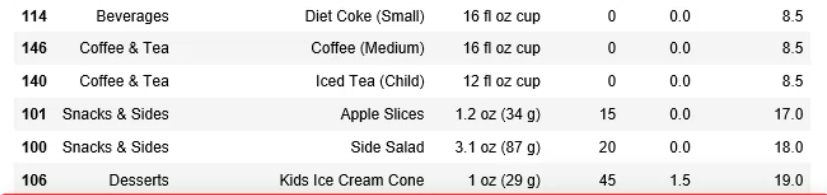 114 Beverages Diet Coke (Small) 16 fl oz cup 0 0.0 8.5
146 Coffee & Tea Coffee (Medium) 16 fl oz cup 0 0.0 8.5
140 Coffee & Tea Iced Tea (Child) 12 fl oz cup 0 0.0 8.5
101 Snacks & Sides Apple Slices 1.2 oz (34 g) 15 0.0 17.0
100 Snacks & Sides Side Salad 3.1 oz (87 g) 20 0.0 18.0
106 Desserts Kids Ice Cream Cone 1 oz (29 g) 45 1.5 19.0